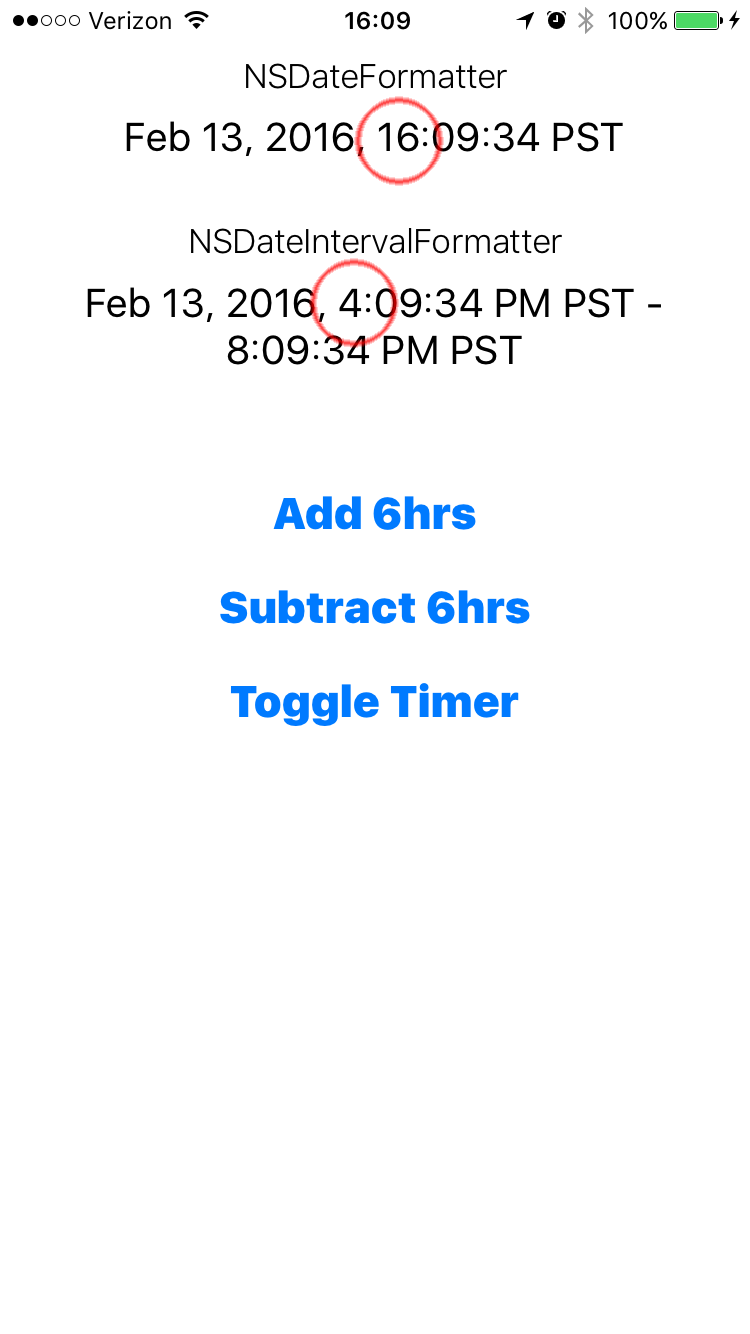 Verizon 16:09 100%
NSDateFormatter
Feb 13, 2016, 16:09:34 PST
NSDateIntervalFormatter
Feb 13, 2016, 4:09:34 PM PST -
8:09:34 PM PST
Add 6hrs
Subtract 6hrs
Toggle Timer